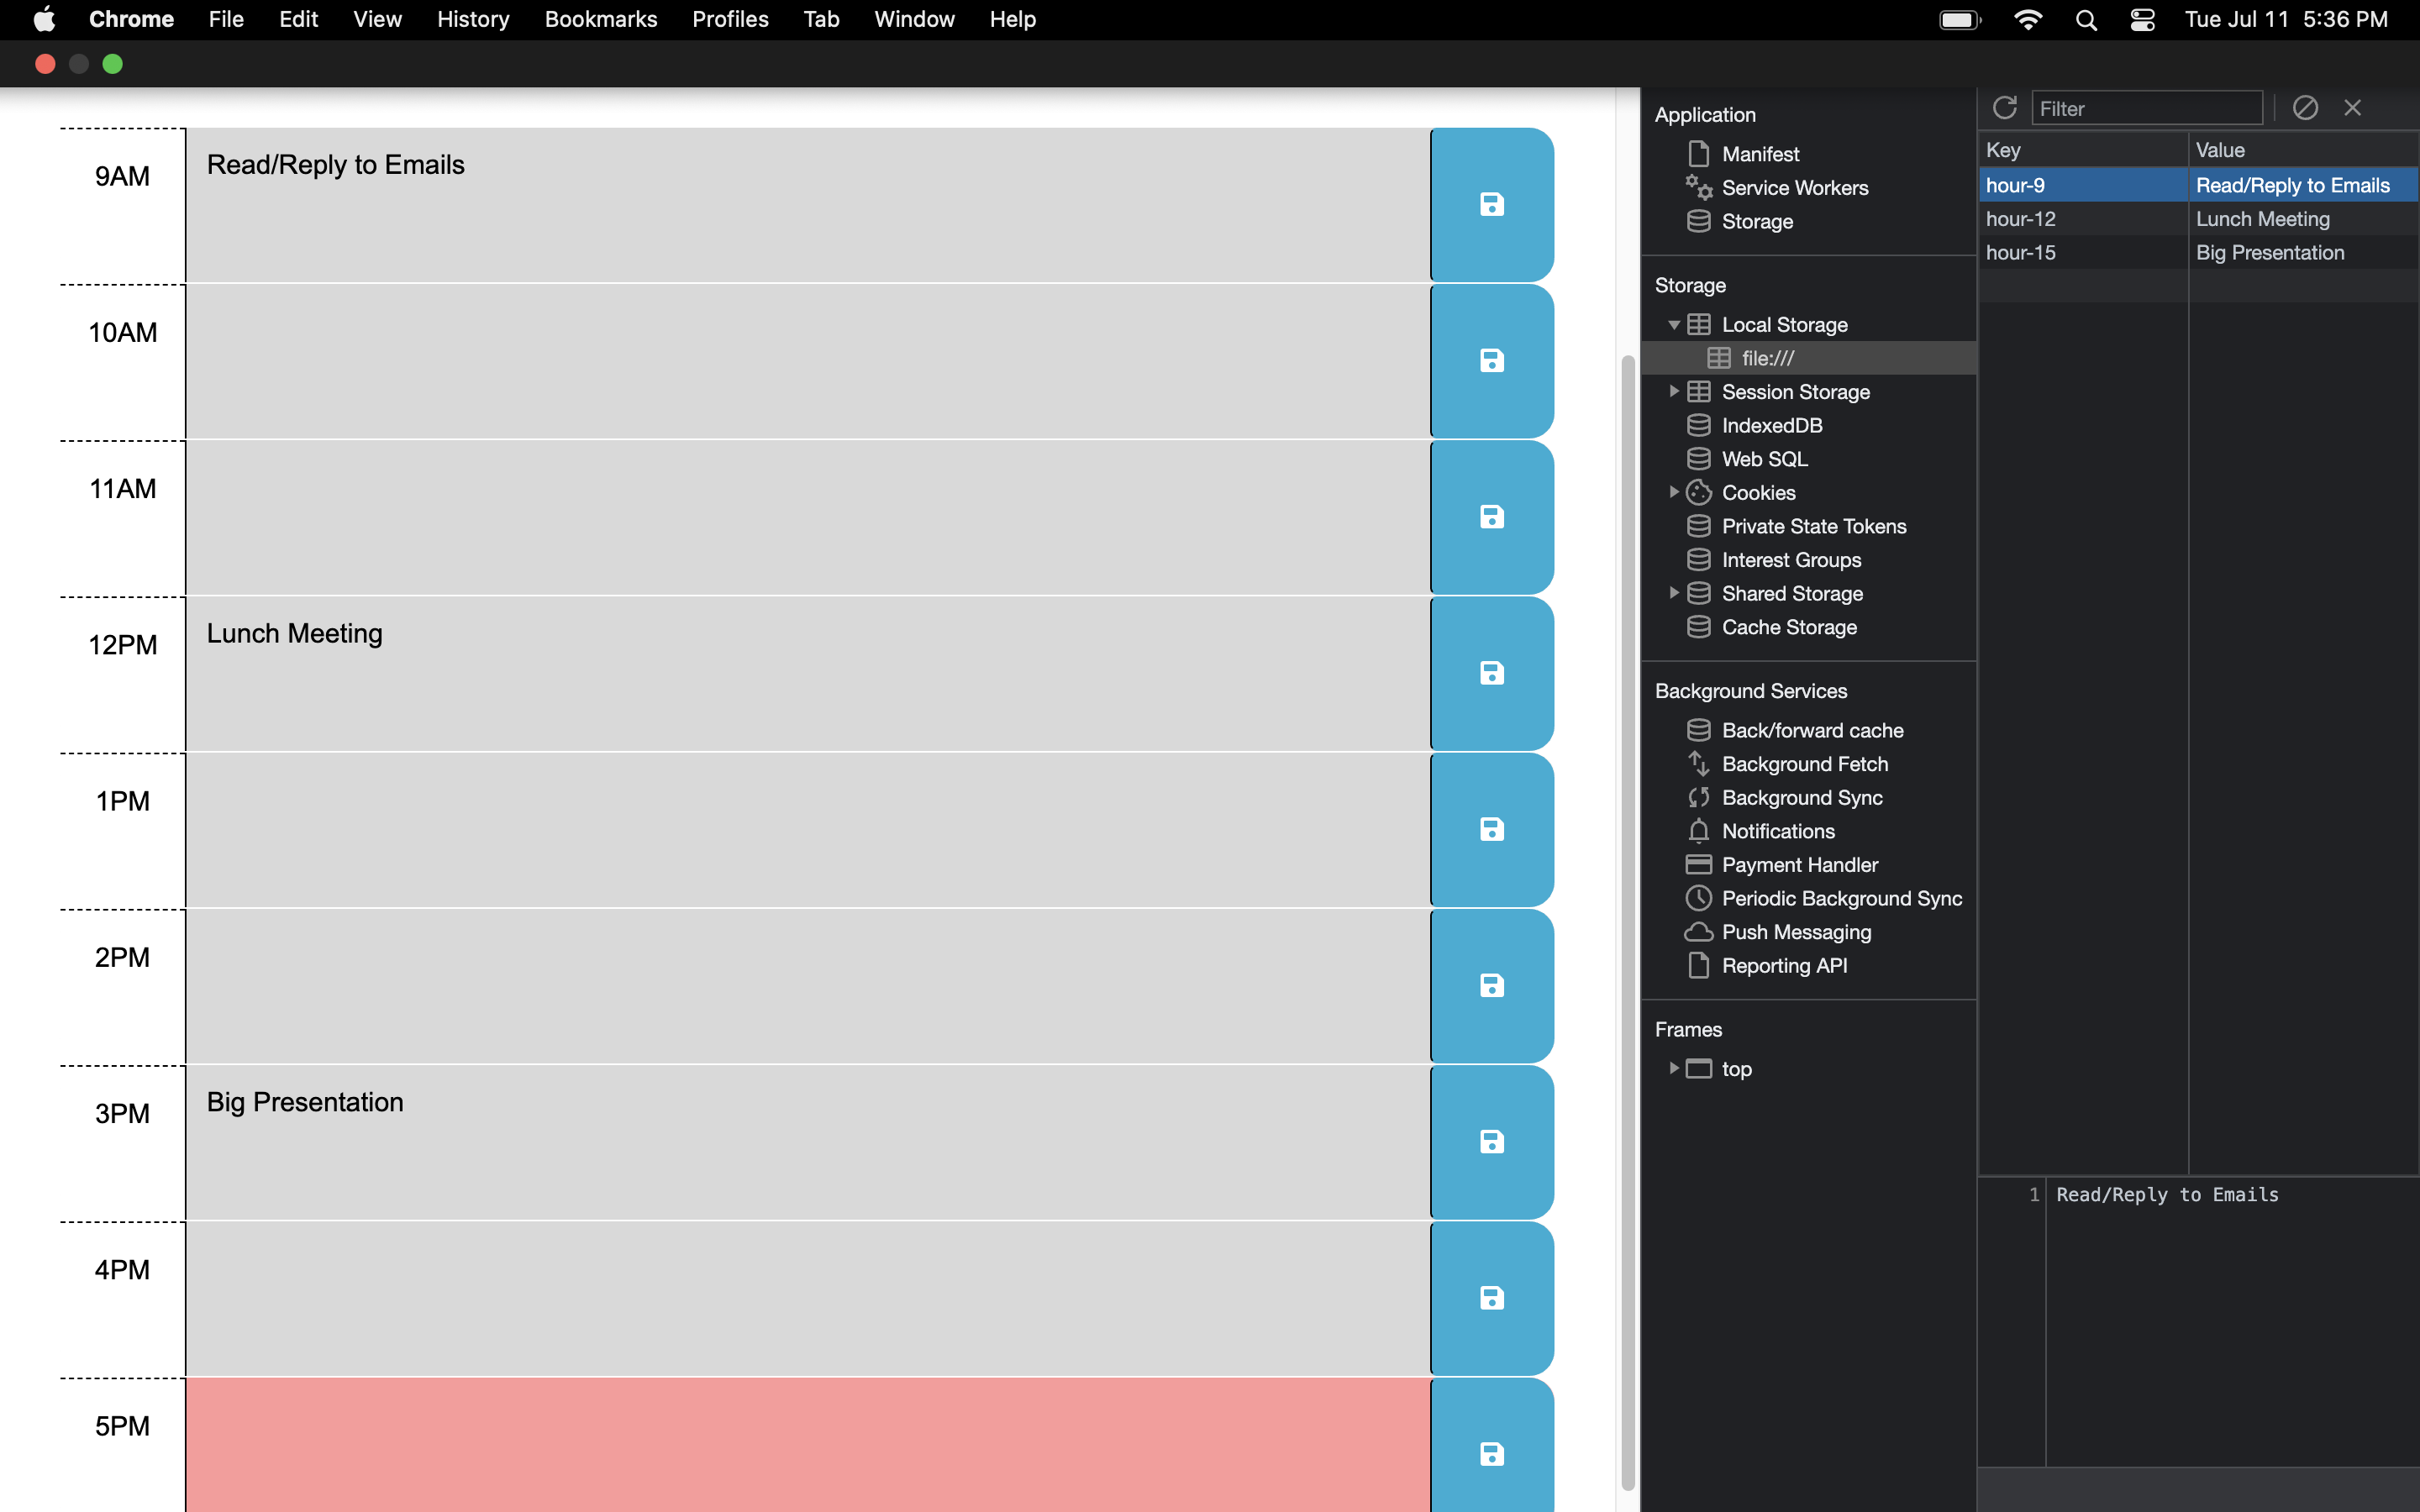 Chrome File Edit View History Bookmarks Profiles Tab Window Help Tue Jul 11 5:36 PM
9AM Read/Reply to Emails
10AM
11AM
12PM Lunch Meeting
1PM
2PM
3PM Big Presentation
4PM
5PM
Application
Manifest
Service Workers
Storage
Storage
Local Storage
file:///
Session Storage
IndexedDB
Web SQL
Cookies
Private State Tokens
Interest Groups
Shared Storage
Cache Storage
Background Services
Back/forward cache
Background Fetch
Background Sync
Notifications
Payment Handler
Periodic Background Sync
Push Messaging
Reporting API
Frames
top
Filter
Key Value
hour-9 Read/Reply to Emails
hour-12 Lunch Meeting
hour-15 Big Presentation
1 Read/Reply to Emails